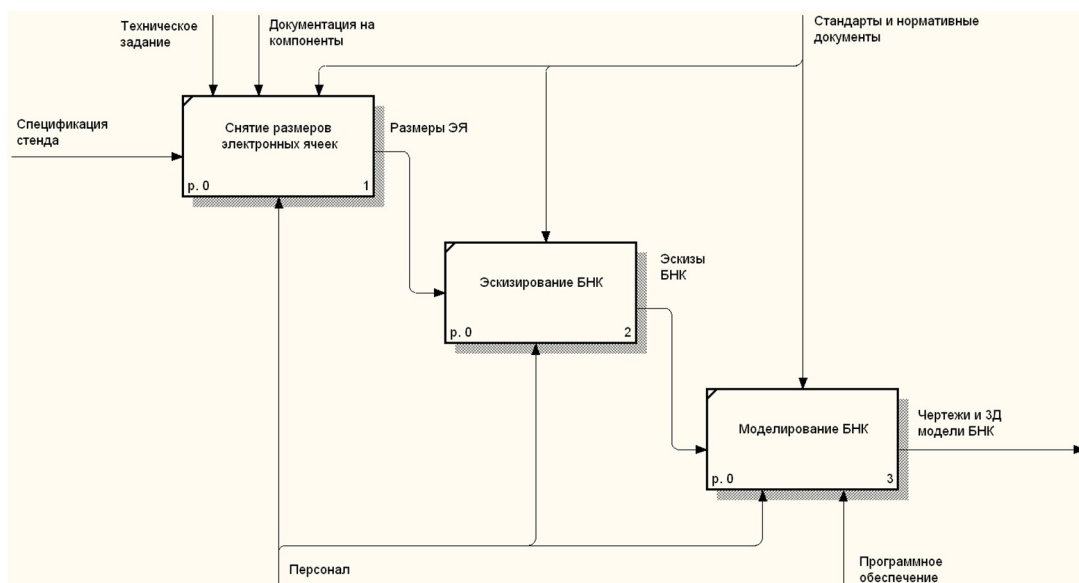 Техническое
задание
Документация на
компоненты
Стандарты и нормативные
документы
Спецификация
стенда
Снятие размеров
электронных ячеек
р. 0
1
Размеры ЭЯ
Эскизирование БНК
р. 0
2
Эскизы
БНК
Моделирование БНК
р. 0
3
Чертежи и 3Д
модели БНК
Персонал
Программное
обеспечение